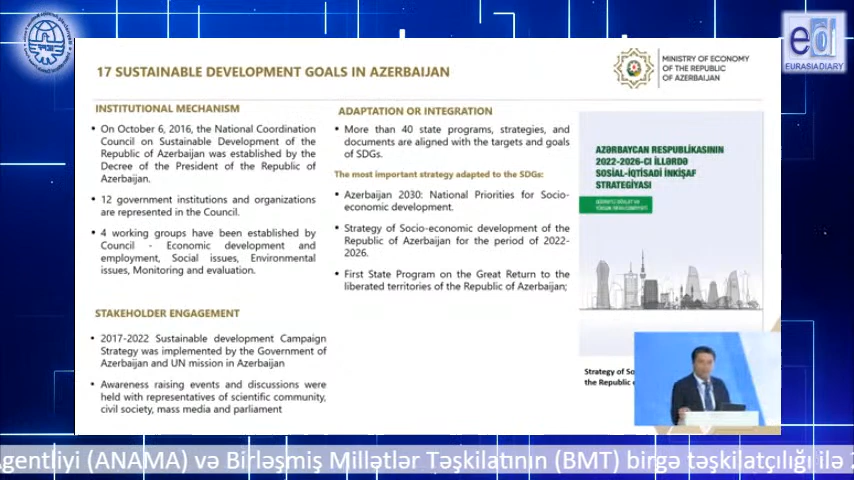 17 SUSTAINABLE DEVELOPMENT GOALS IN AZERBAIJAN
MINISTRY OF ECONOMY
OF THE REPUBLIC
OF AZERBAIJAN
ed
EURASIADIARY
INSTITUTIONAL MECHANISM
• On October 6, 2016, the National Coordination
Council on Sustainable Development of the
Republic of Azerbaijan was established by the
Decree of the President of the Republic of
Azerbaijan.
• 12 government institutions and organizations
are represented in the Council.
• 4 working groups have been established by
Council - Economic development and
employment, Social issues, Environmental
issues, Monitoring and evaluation.
STAKEHOLDER ENGAGEMENT
• 2017-2022 Sustainable development Campaign
Strategy was implemented by the Government of
Azerbaijan and UN mission in Azerbaijan
• Awareness raising events and discussions were
held with representatives of scientific community,
civil society, mass media and parliament
ADAPTATION OR INTEGRATION
• More than 40 state programs, strategies, and
documents are aligned with the targets and goals
of SDGs.
The most important strategy adapted to the SDGs:
• Azerbaijan 2030: National Priorities for Socio-
economic development.
• Strategy of Socio-economic development of the
Republic of Azerbaijan for the period of 2022-
2026.
• First State Program on the Great Return to the
liberated territories of the Republic of Azerbaijan;
AZƏRBAYCAN RESPUBLİKASININ
2022-2026-CI İLLƏRDƏ
SOSİAL-İQTİSADİ İNKİŞAF
STRATEGİYASI
Strategy of So
the Republic
gentliyi (ANAMA) və Birləşmiş Millətlər Təşkilatının (BMT) birgə təşkilatçılığı ilə 2